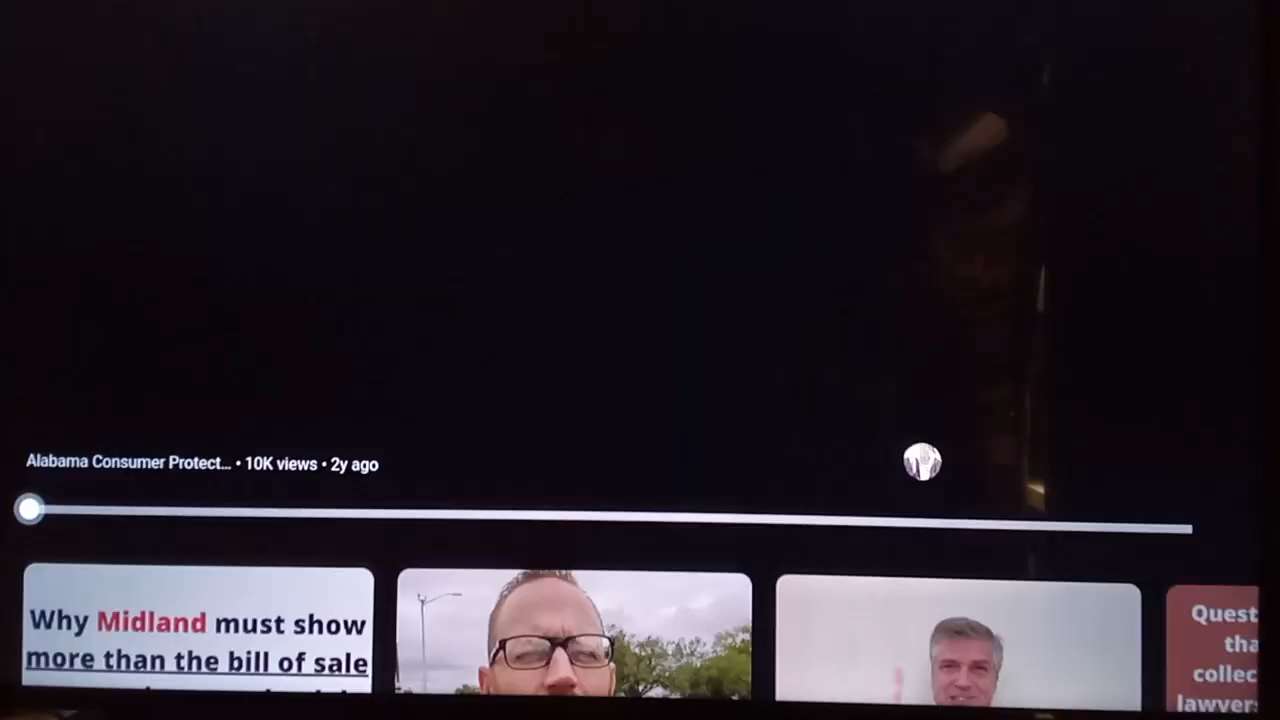 Alabama Consumer Protect... • 10K views • 2y ago
Why Midland must show
more than the bill of sale
Quest
tha
collec
lawyers